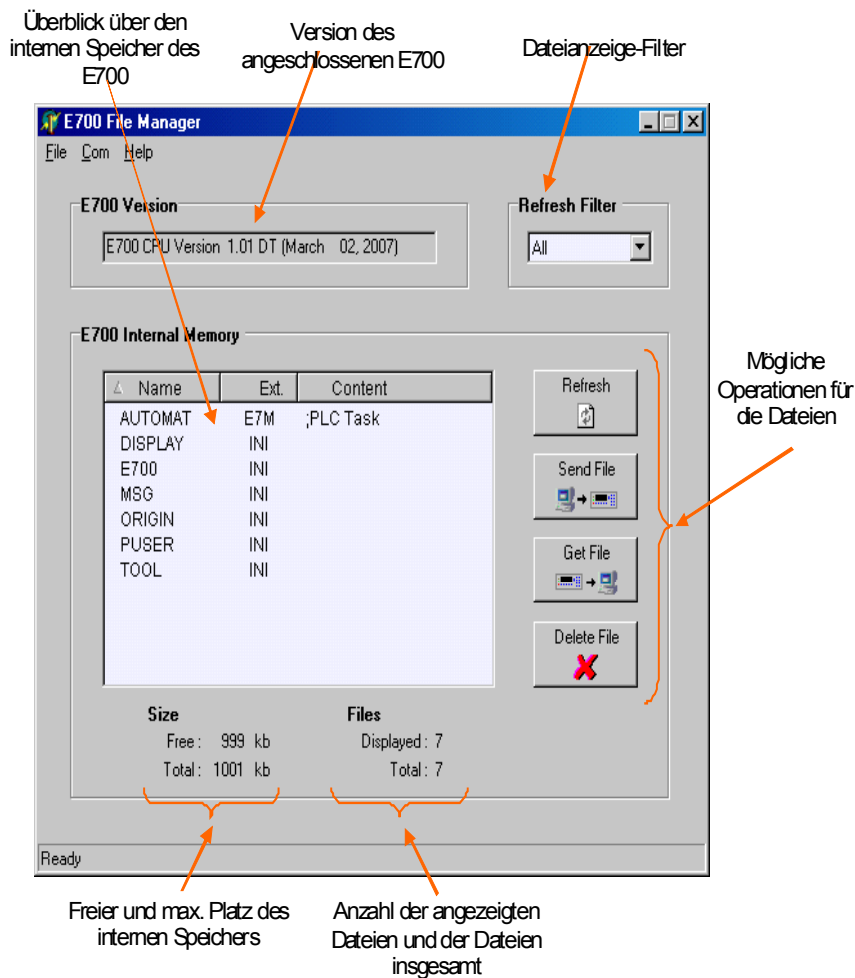 Überblick über den
internen Speicher des
E700
Version des
angeschlossenen E700
Dateianzeige-Filter
E700 File Manager
File Com Help
E700 Version
E700 CPU Version 1.01 DT (March 02, 2007)
Refresh Filter
All
E700 Internal Memory
Name Ext. Content
AUTOMAT E7M ;PLC Task
DISPLAY INI
E700 INI
MSG INI
ORIGIN INI
PUSER INI
TOOL INI
Refresh
Send File
Get File
Delete File
Mögliche
Operationen für
die Dateien
Size
Free : 999 kb
Total : 1001 kb
Files
Displayed : 7
Total : 7
Ready
Freier und max. Platz des
internen Speichers
Anzahl der angezeigten
Dateien und der Dateien
insgesamt